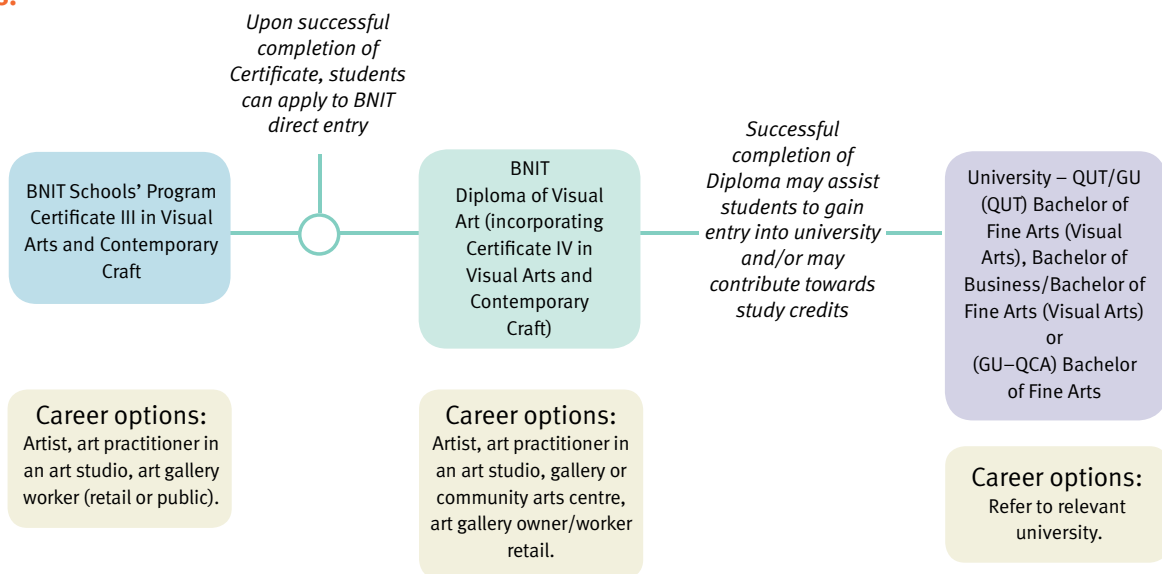 Upon successful
completion of
Certificate, students
can apply to BNIT
direct entry
BNIT Schools’ Program
Certificate III in Visual
Arts and Contemporary
Craft
BNIT
Diploma of Visual
Art (incorporating
Certificate IV in
Visual Arts and
Contemporary
Craft)
Successful
completion of
Diploma may assist
students to gain
entry into university
and/or may
contribute towards
study credits
University – QUT/GU
(QUT) Bachelor of
Fine Arts (Visual
Arts), Bachelor of
Business/Bachelor of
Fine Arts (Visual Arts)
or
(GU–QCA) Bachelor
of Fine Arts
Career options:
Artist, art practitioner in
an art studio, art gallery
worker (retail or public).
Career options:
Artist, art practitioner in
an art studio, gallery or
community arts centre,
art gallery owner/worker
retail.
Career options:
Refer to relevant
university.